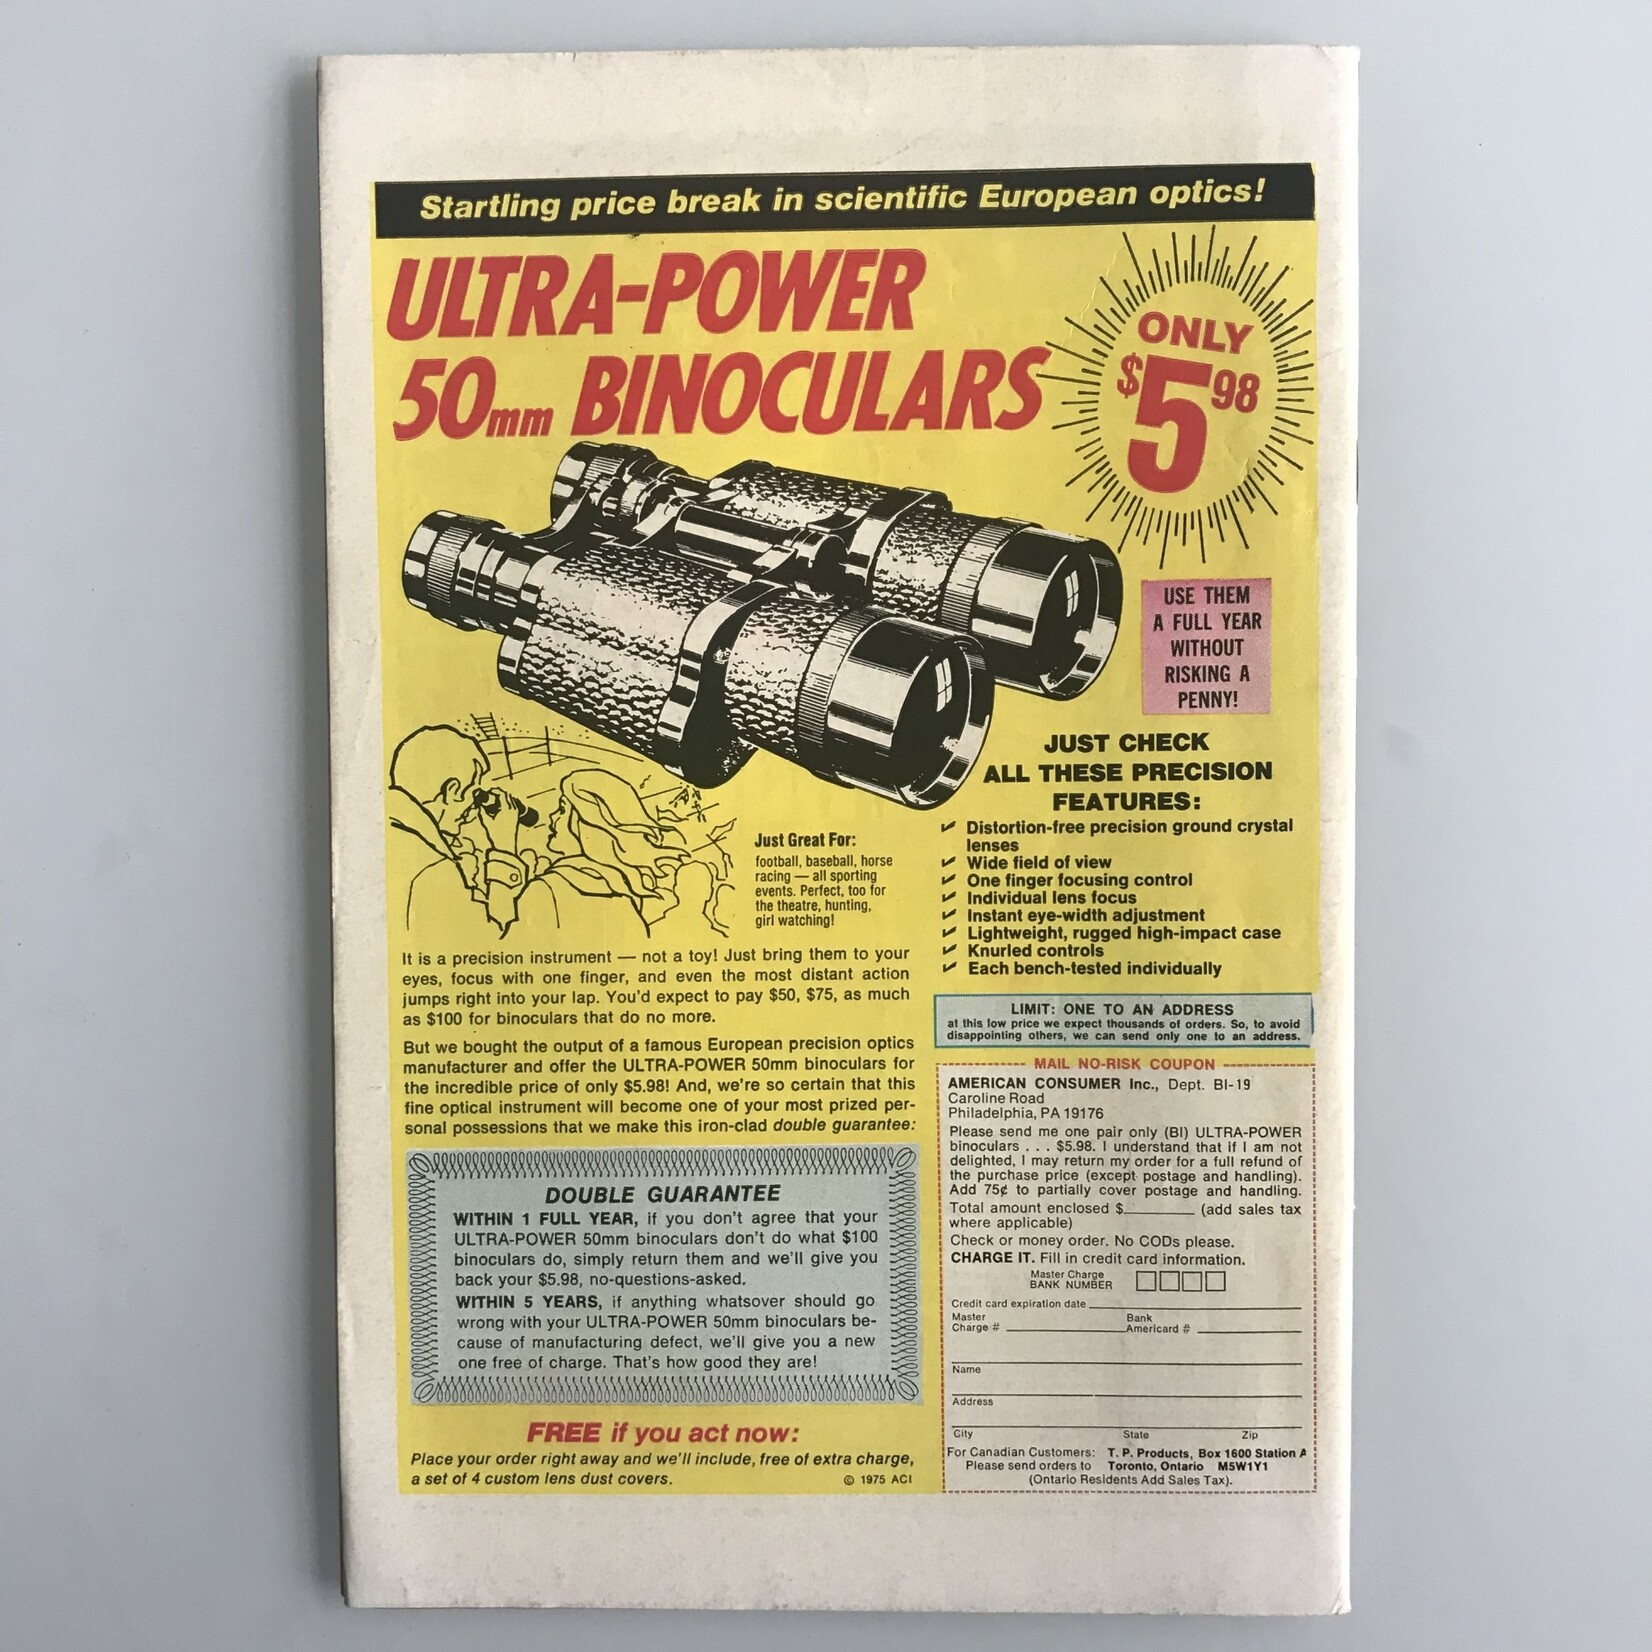 Startling price break in scientific European optics!
ULTRA-POWER
50mm BINOCULARS
ONLY
$5 98
USE THEM
A FULL YEAR
WITHOUT
RISKING A
PENNY!
JUST CHECK
ALL THESE PRECISION
FEATURES:
✔ Distortion-free precision ground crystal
lenses
✔ Wide field of view
✔ One finger focusing control
✔ Individual lens focus
✔ Instant eye-width adjustment
✔ Lightweight, rugged high-impact case
✔ Knurled controls
✔ Each bench-tested individually
Just Great For:
football, baseball, horse
racing — all sporting
events. Perfect, too for
the theatre, hunting,
girl watching!
It is a precision instrument — not a toy! Just bring them to your
eyes, focus with one finger, and even the most distant action
jumps right into your lap. You'd expect to pay $50, $75, as much
as $100 for binoculars that do no more.
But we bought the output of a famous European precision optics
manufacturer and offer the ULTRA-POWER 50mm binoculars for
the incredible price of only $5.98! And, we're so certain that this
fine optical instrument will become one of your most prized per-
sonal possessions that we make this iron-clad double guarantee:
DOUBLE GUARANTEE
WITHIN 1 FULL YEAR, if you don't agree that your
ULTRA-POWER 50mm binoculars don't do what $100
binoculars do, simply return them and we'll give you
back your $5.98, no-questions-asked.
WITHIN 5 YEARS, if anything whatsover should go
wrong with your ULTRA-POWER 50mm binoculars be-
cause of manufacturing defect, we'll give you a new
one free of charge. That's how good they are!
FREE if you act now:
Place your order right away and we'll include, free of extra charge,
a set of 4 custom lens dust covers. © 1975 ACI
LIMIT: ONE TO AN ADDRESS
at this low price we expect thousands of orders. So, to avoid
disappointing others, we can send only one to an address.
MAIL NO-RISK COUPON
AMERICAN CONSUMER Inc., Dept. BI-19
Caroline Road
Philadelphia, PA 19176
Please send me one pair only (BI) ULTRA-POWER
binoculars . . . $5.98. I understand that if I am not
delighted, I may return my order for a full refund of
the purchase price (except postage and handling).
Add 75¢ to partially cover postage and handling.
Total amount enclosed $________ (add sales tax
where applicable)
Check or money order. No CODs please.
CHARGE IT. Fill in credit card information.
Master Charge
BANK NUMBER
Credit card expiration date
Master Bank
Charge # Americard #
Name
Address
City State Zip
For Canadian Customers: T. P. Products, Box 1600 Station A
Please send orders to Toronto, Ontario M5W1Y1
(Ontario Residents Add Sales Tax).